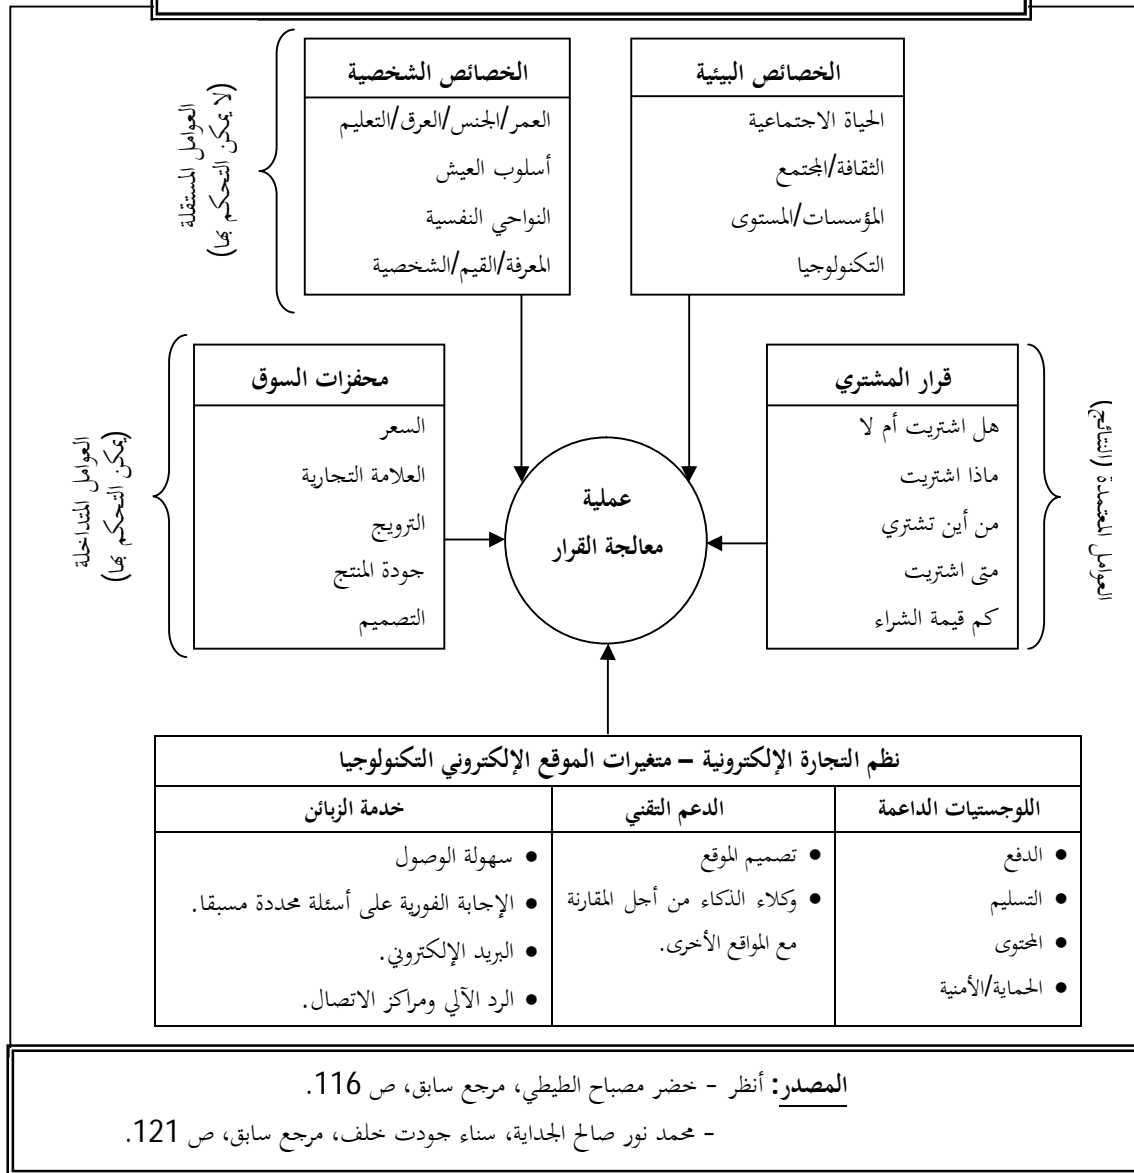 الخصائص البيئية
الحياة الاجتماعية
الثقافة/المجتمع
المؤسسات/المستوى
التكنولوجيا
الخصائص الشخصية
العمر/الجنس/العرق/التعليم
أسلوب العيش
النواحي النفسية
المعرفة/القيم/الشخصية
العوامل المستقلة
(لا يمكن التحكم بها)
قرار المشتري
هل اشتريت أم لا
ماذا اشتريت
من أين تشتري
متى اشتريت
كم قيمة الشراء
العوامل المعتمدة (النتائج)
عملية
معالجة القرار
محفزات السوق
السعر
العلامة التجارية
الترويج
جودة المنتج
التصميم
العوامل المتداخلة
(يمكن التحكم بها)
نظم التجارة الإلكترونية – متغيرات الموقع الإلكتروني التكنولوجيا
اللوجستيات الداعمة
● الدفع
● التسليم
● المحتوى
● الحماية/الأمنية
الدعم التقني
● تصميم الموقع
● وكلاء الذكاء من أجل المقارنة
مع المواقع الأخرى.
خدمة الزبائن
● سهولة الوصول
● الإجابة الفورية على أسئلة محددة مسبقا.
● البريد الإلكتروني.
● الرد الآلي ومراكز الاتصال.
المصدر: أنظر - خضر مصباح الطيطي، مرجع سابق، ص 116.
- محمد نور صالح الجداية، سناء جودت خلف، مرجع سابق، ص 121.